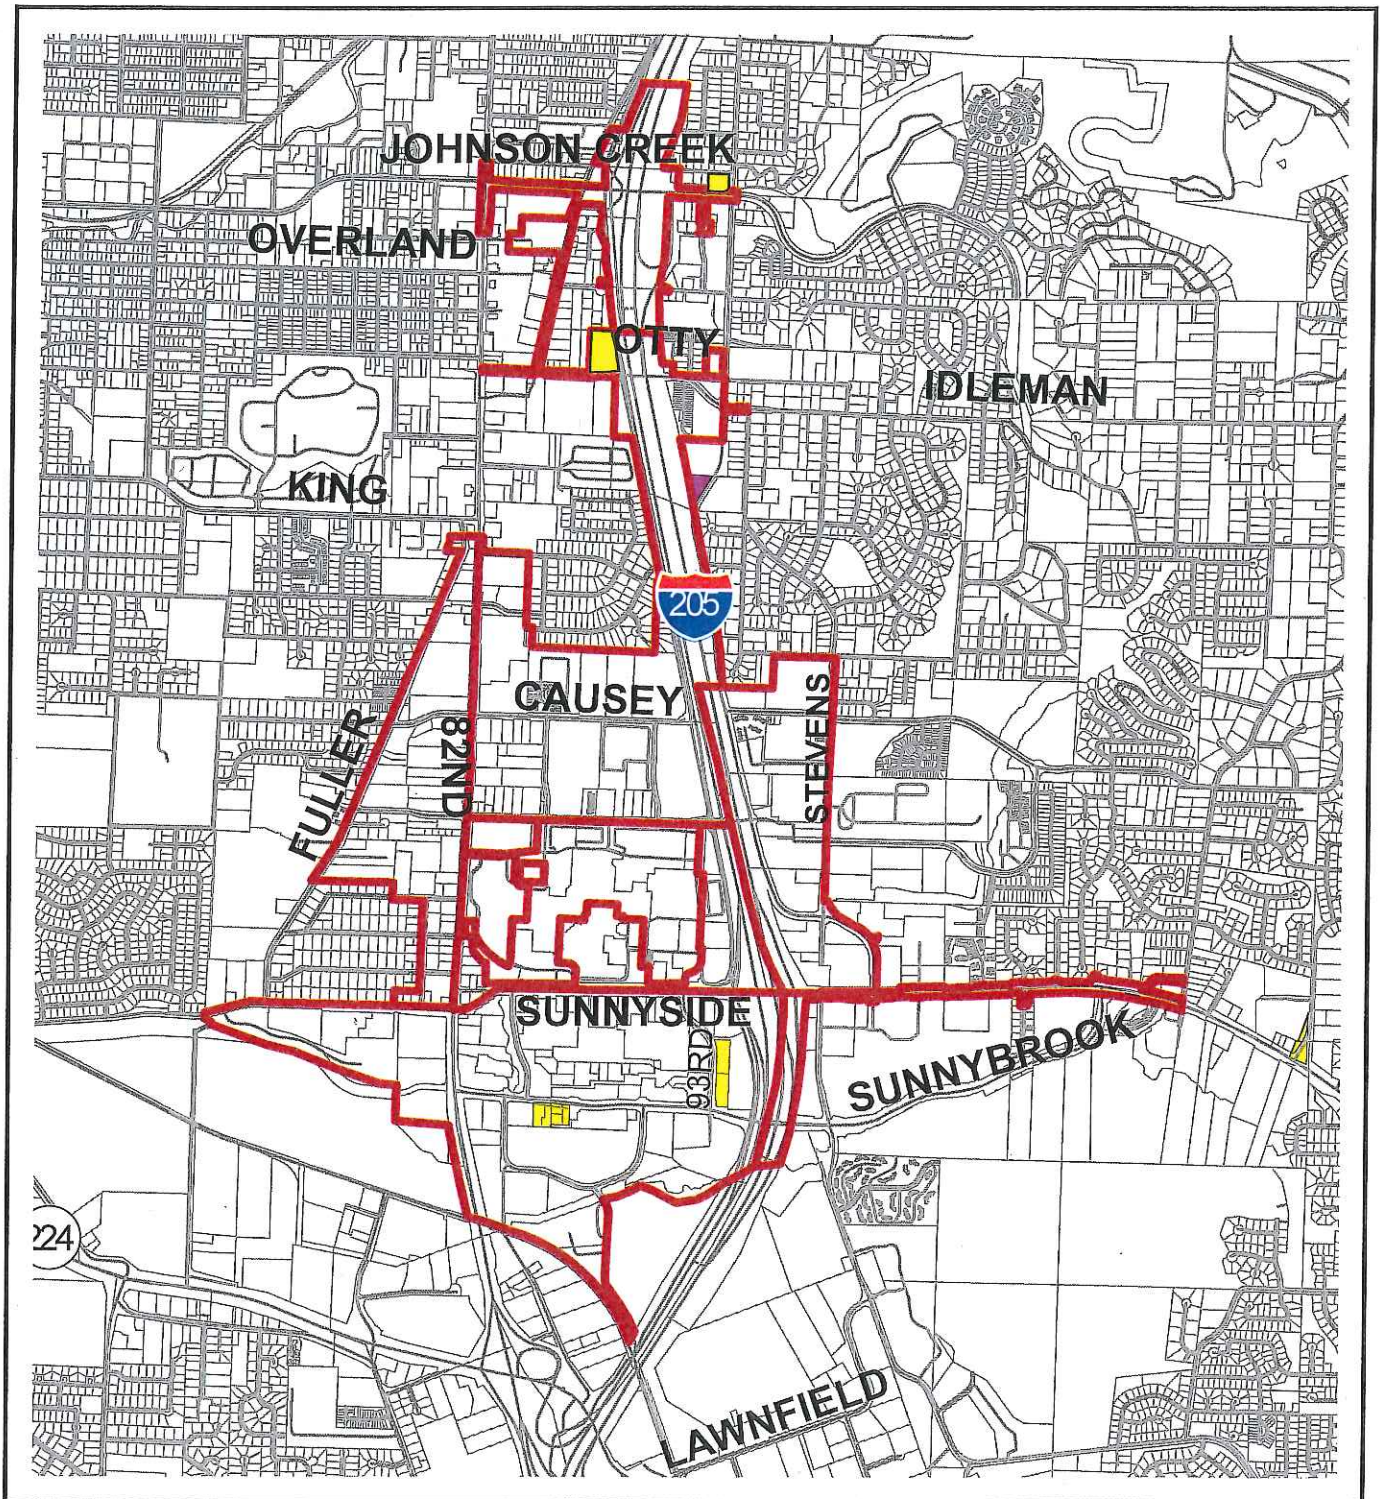 JOHNSON CREEK
OVERLAND
OTTY
IDLEMAN
KING
205
CAUSEY
STEVENS
82ND
FULLER
SUNNYSIDE
93RD
SUNNYBROOK
224
LAWNFIELD